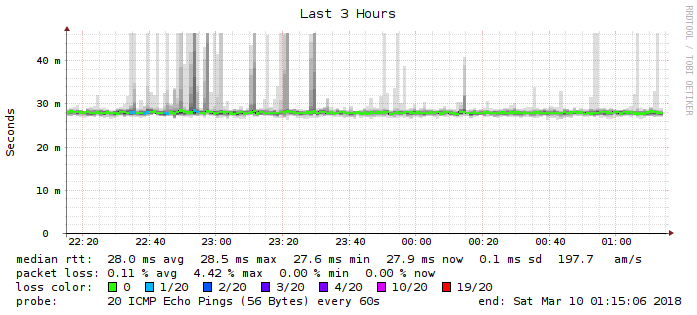 Last 3 Hours
RRDTOOL / TOBI OETIKER
Seconds
40 m
30 m
20 m
10 m
0
22:20 22:40 23:00 23:20 23:40 00:00 00:20 00:40 01:00
median rtt: 28.0 ms avg 28.5 ms max 27.6 ms min 27.9 ms now 0.1 ms sd 197.7 am/s
packet loss: 0.11 % avg 4.42 % max 0.00 % min 0.00 % now
loss color: 0 1/20 2/20 3/20 4/20 10/20 19/20
probe: 20 ICMP Echo Pings (56 Bytes) every 60s end: Sat Mar 10 01:15:06 2018